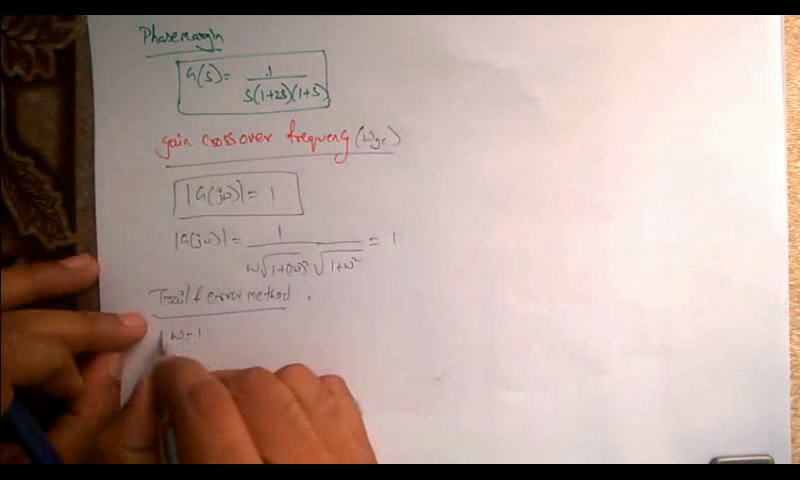 Phasemargin
G(s) = 1 / s(1+2s)(1+s)
gain crossover frequency (ωgc)
|G(jω)| = 1
|G(jω)| = 1 / ω√1+(2ω)² √1+ω² = 1
Trail & error method
ω=1